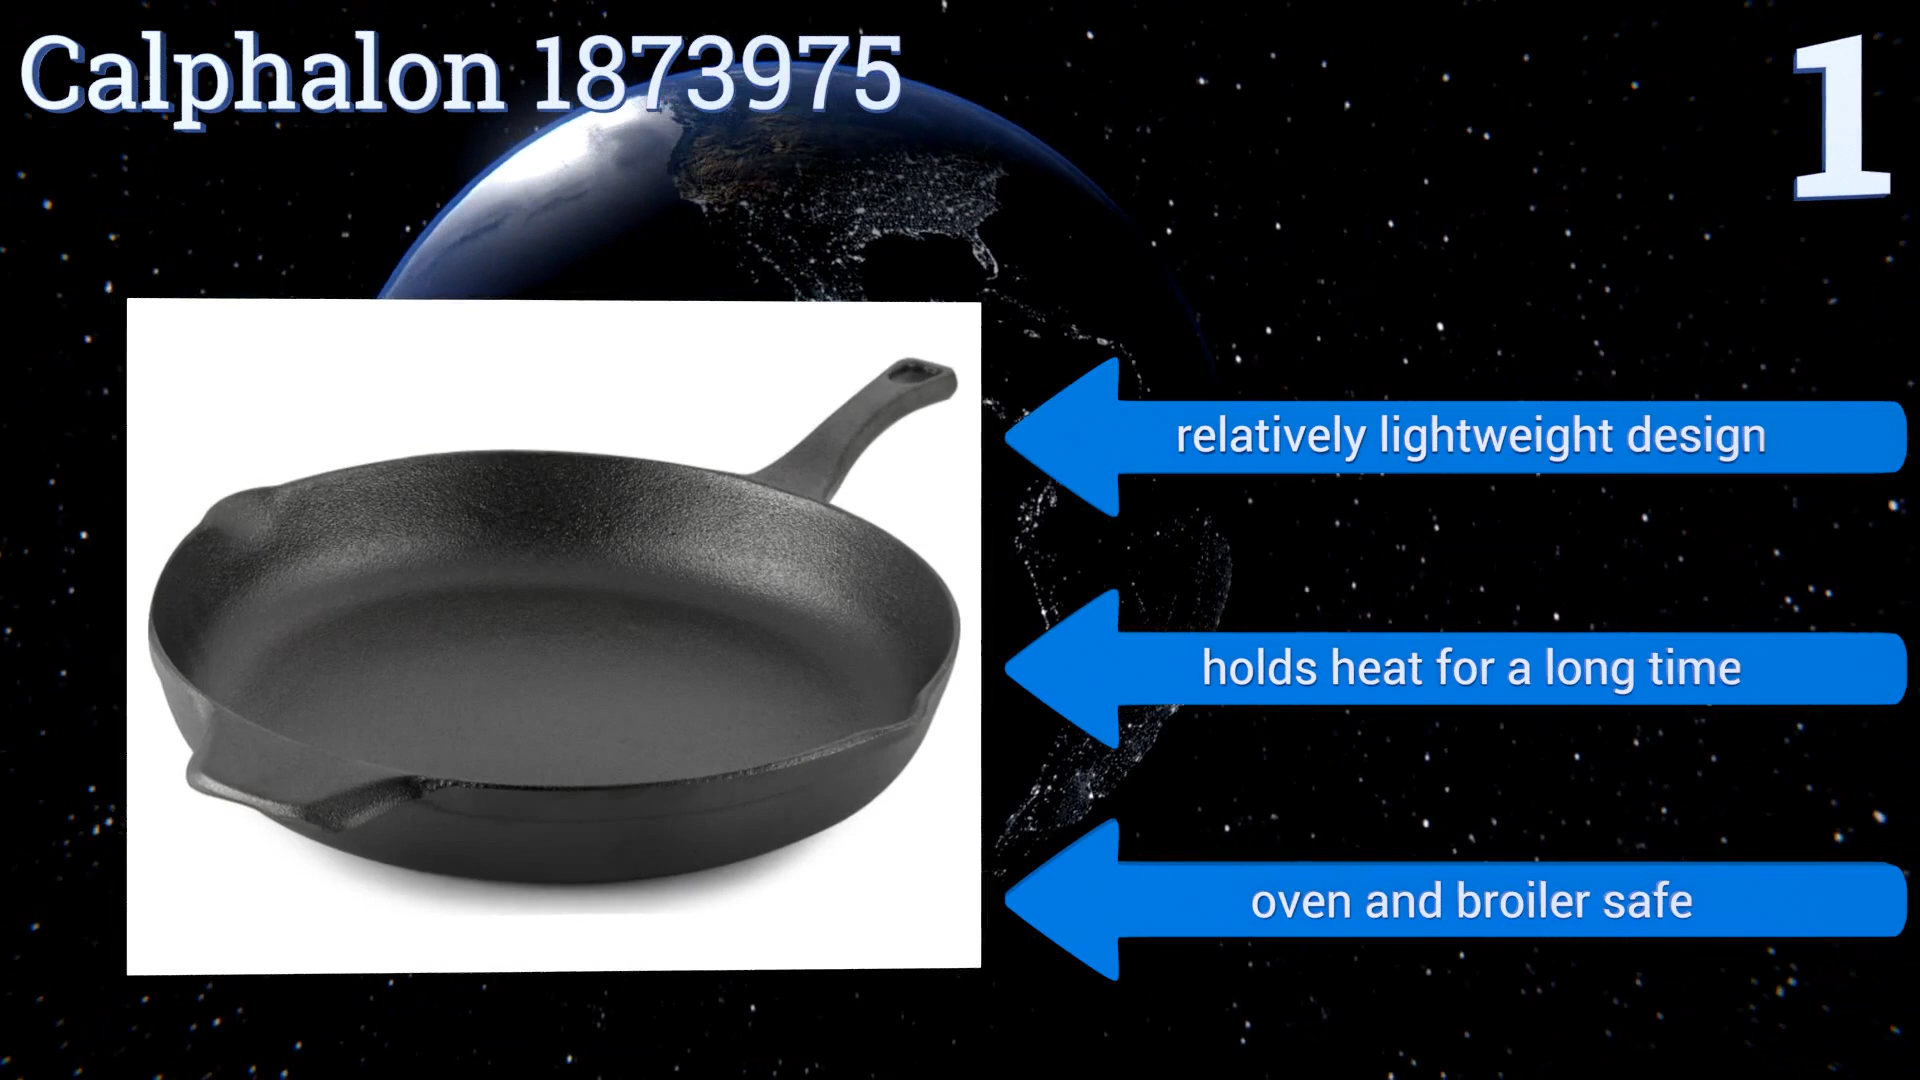 Calphalon 1873975
1
relatively lightweight design
holds heat for a long time
oven and broiler safe